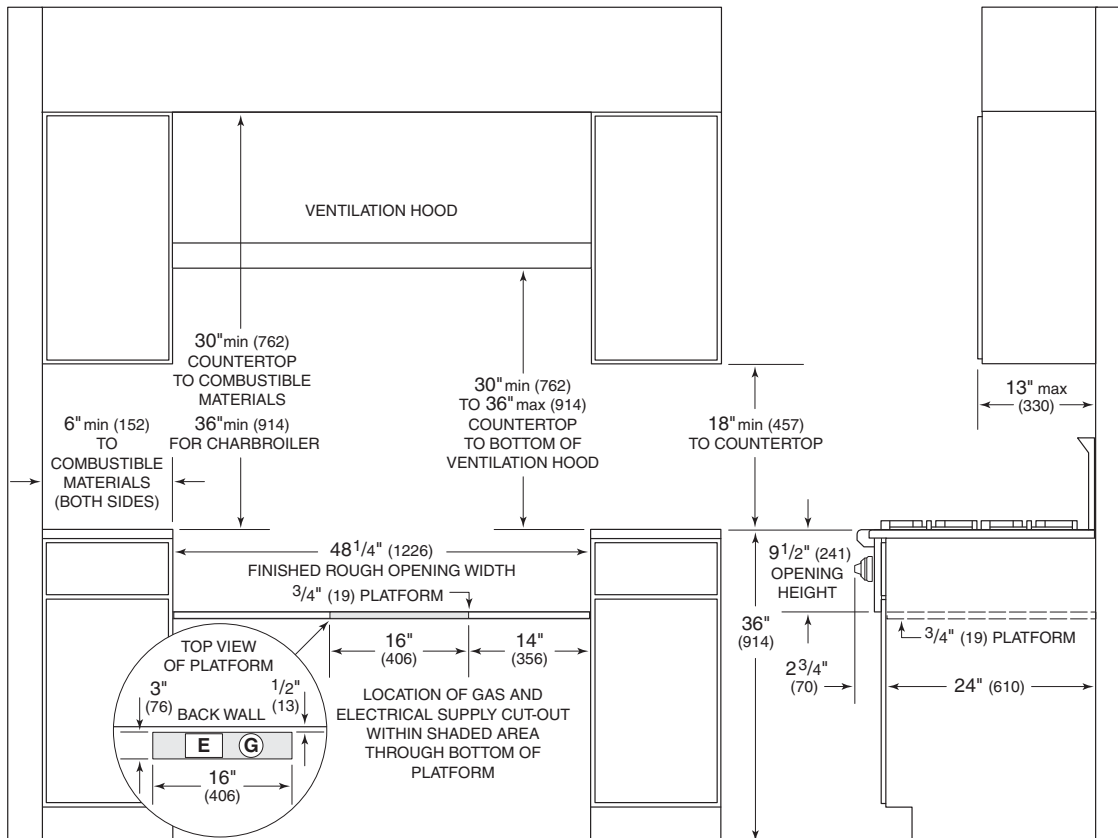 VENTILATION HOOD
30" min (762)
COUNTERTOP
TO COMBUSTIBLE
MATERIALS
36" min (914)
FOR CHARBROILER
30" min (762)
TO 36" max (914)
COUNTERTOP
TO BOTTOM OF
VENTILATION HOOD
6" min (152)
TO
COMBUSTIBLE
MATERIALS
(BOTH SIDES)
18" min (457)
TO COUNTERTOP
13" max
(330)
48 1/4" (1226)
FINISHED ROUGH OPENING WIDTH
3/4" (19) PLATFORM
16"
(406)
14"
(356)
LOCATION OF GAS AND
ELECTRICAL SUPPLY CUT-OUT
WITHIN SHADED AREA
THROUGH BOTTOM OF
PLATFORM
TOP VIEW
OF PLATFORM
3"
(76)
1/2"
(13)
BACK WALL
E G
16"
(406)
36"
(914)
9 1/2" (241)
OPENING
HEIGHT
3/4" (19) PLATFORM
2 3/4"
(70)
24" (610)